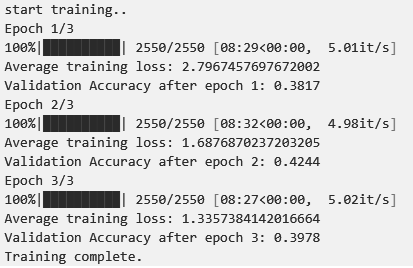 start training..
Epoch 1/3
100%|██████████| 2550/2550 [08:29<00:00,  5.01it/s]
Average training loss: 2.7967457697672002
Validation Accuracy after epoch 1: 0.3817
Epoch 2/3
100%|██████████| 2550/2550 [08:32<00:00,  4.98it/s]
Average training loss: 1.6876870237203205
Validation Accuracy after epoch 2: 0.4244
Epoch 3/3
100%|██████████| 2550/2550 [08:27<00:00,  5.02it/s]
Average training loss: 1.3357384142016664
Validation Accuracy after epoch 3: 0.3978
Training complete.